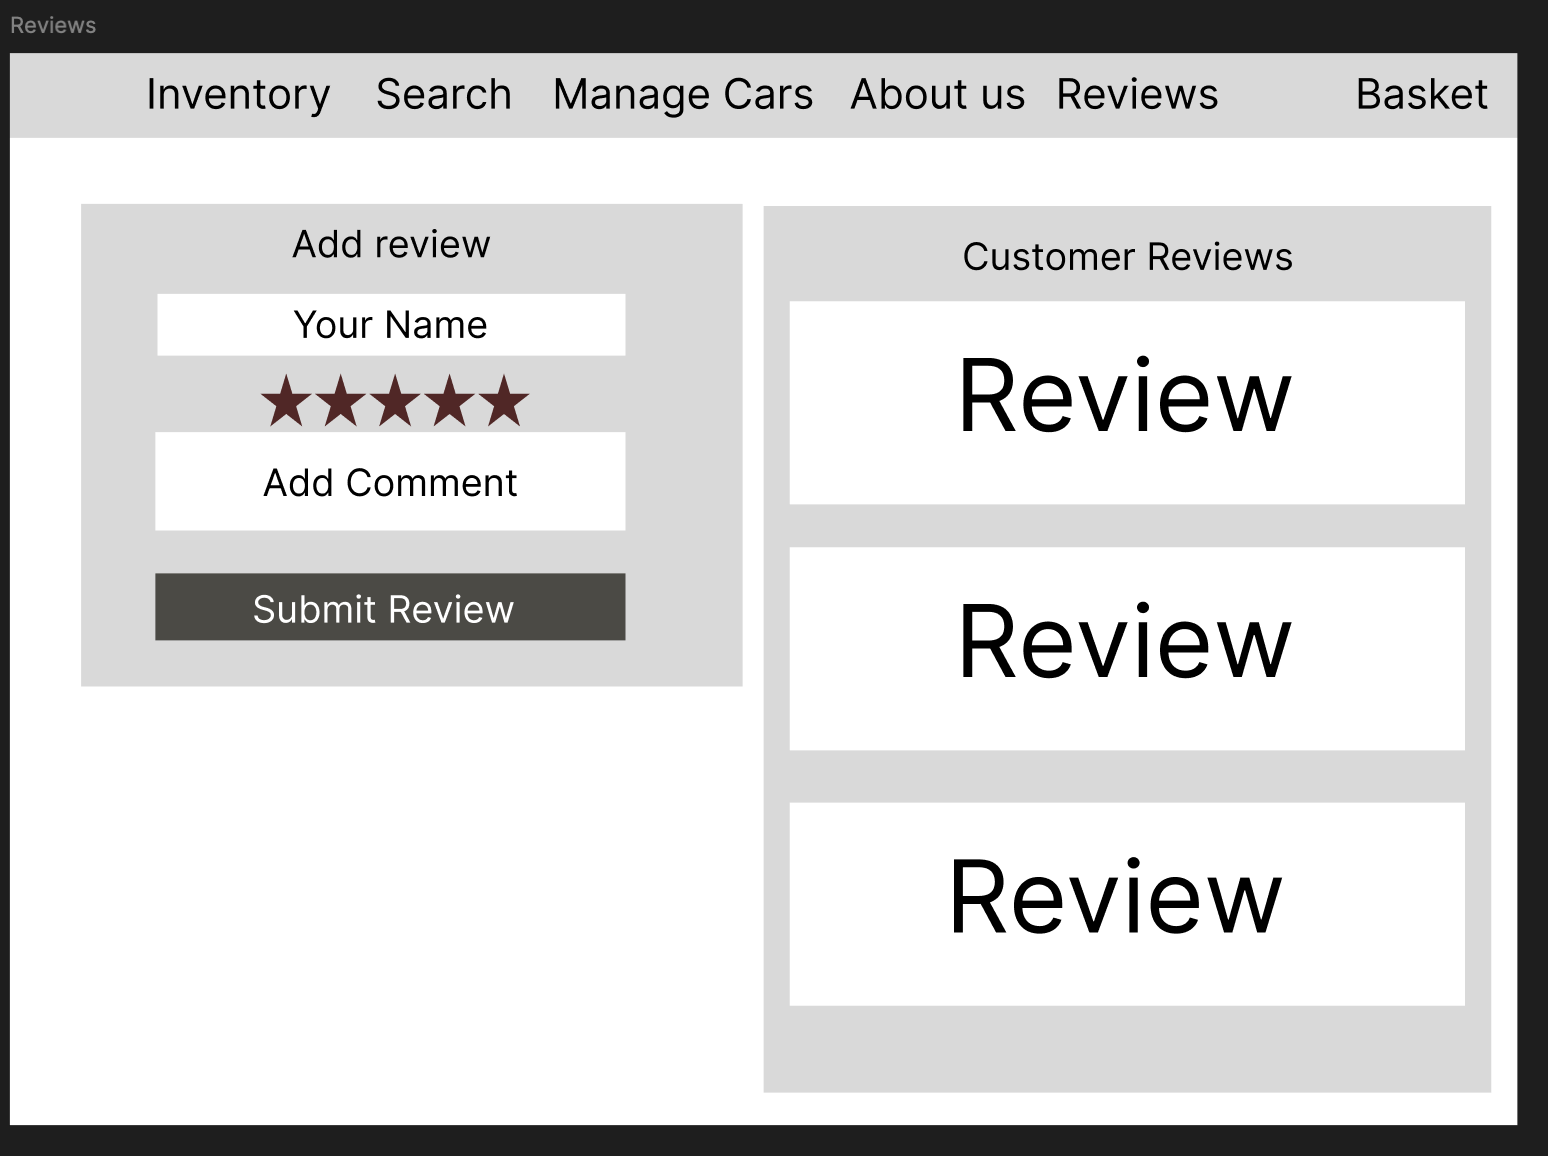 Reviews
Inventory Search Manage Cars About us Reviews Basket
Add review
Your Name
Add Comment
Submit Review
Customer Reviews
Review
Review
Review